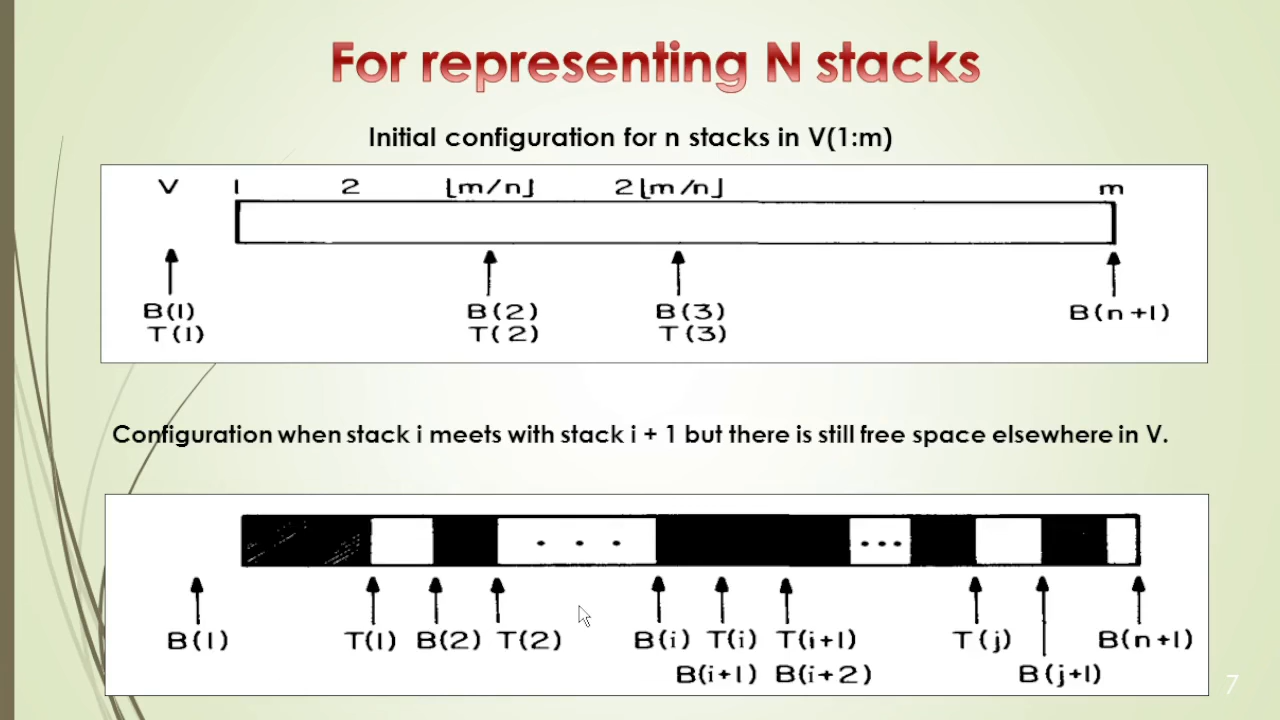 For representing N stacks
Initial configuration for n stacks in V(1:m)
V 1 2 ⌊m/n⌋ 2⌊m/n⌋ m
B(1) B(2) B(3) B(n+1)
T(1) T(2) T(3)
Configuration when stack i meets with stack i + 1 but there is still free space elsewhere in V.
B(1) T(1) B(2) T(2) B(i) T(i) T(i+1) T(j) B(n+1)
B(i+1) B(i+2) B(j+1)
7